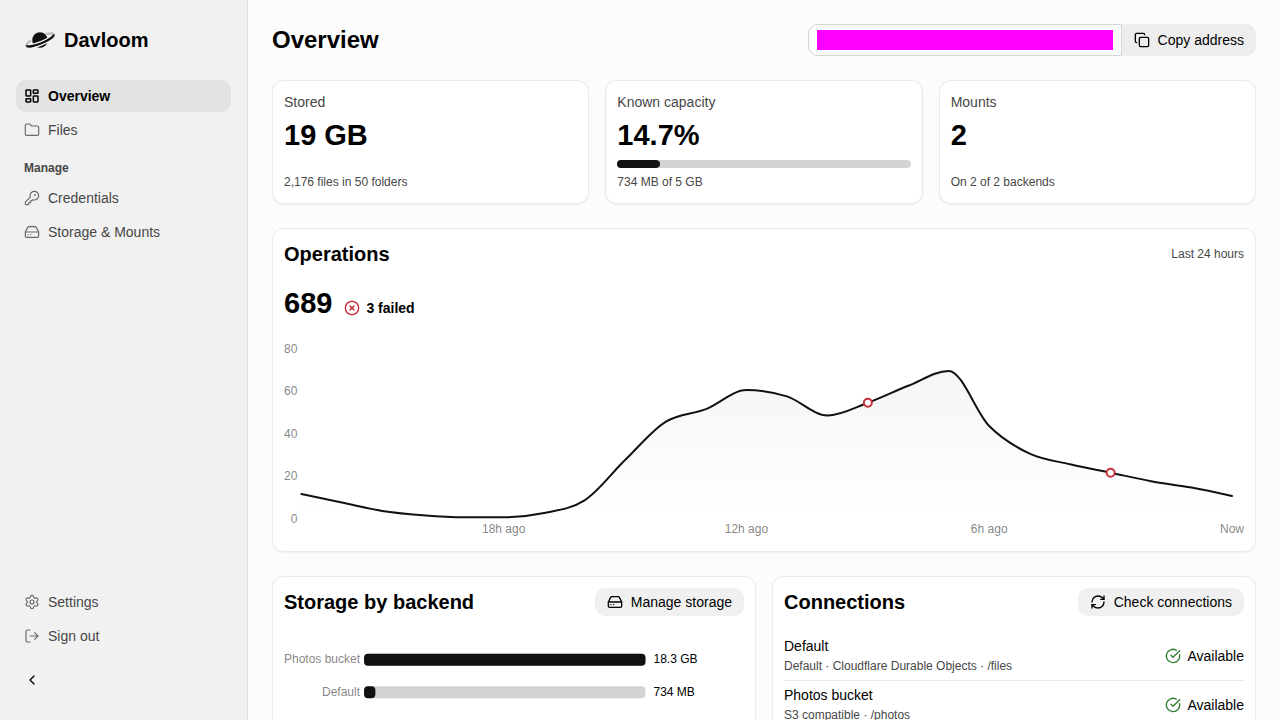 Davloom
Overview
Files
Manage
Credentials
Storage & Mounts
Settings
Sign out
Overview
Copy address
Stored
19 GB
2,176 files in 50 folders
Known capacity
14.7%
734 MB of 5 GB
Mounts
2
On 2 of 2 backends
Operations
Last 24 hours
689
3 failed
80
60
40
20
0
18h ago
12h ago
6h ago
Now
Storage by backend
Manage storage
Photos bucket
18.3 GB
Default
734 MB
Connections
Check connections
Default
Default · Cloudflare Durable Objects · /files
Available
Photos bucket
S3 compatible · /photos
Available